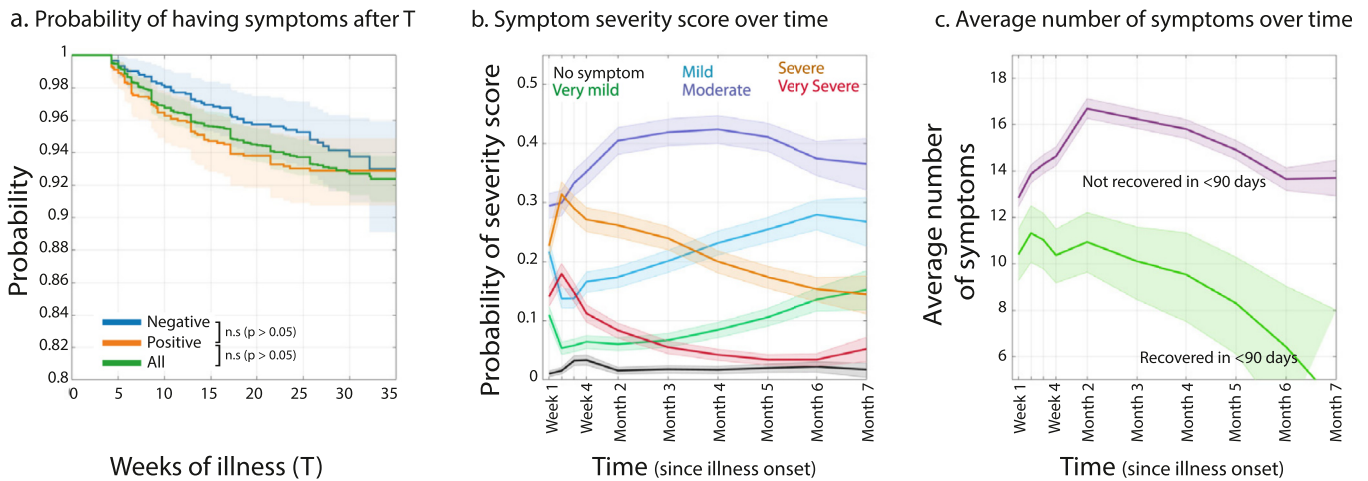 a. Probability of having symptoms after T
Probability
1
0.98
0.96
0.94
0.92
0.9
0.88
0.86
0.84
0.82
0.8
Negative
Positive
All
n.s (p > 0.05)
n.s (p > 0.05)
0 5 10 15 20 25 30 35
Weeks of illness (T)
b. Symptom severity score over time
Probability of severity score
0.5
0.4
0.3
0.2
0.1
0
No symptom
Very mild
Mild
Moderate
Severe
Very Severe
Week 1
Week 4
Month 2
Month 3
Month 4
Month 5
Month 6
Month 7
Time (since illness over time)
c. Average number of symptoms over time
Average number
of symptoms
18
16
14
12
10
8
6
Not recovered in <90 days
Recovered in <90 days
Week 1
Week 4
Month 2
Month 3
Month 4
Month 5
Month 6
Month 7
Time (since illness onset)